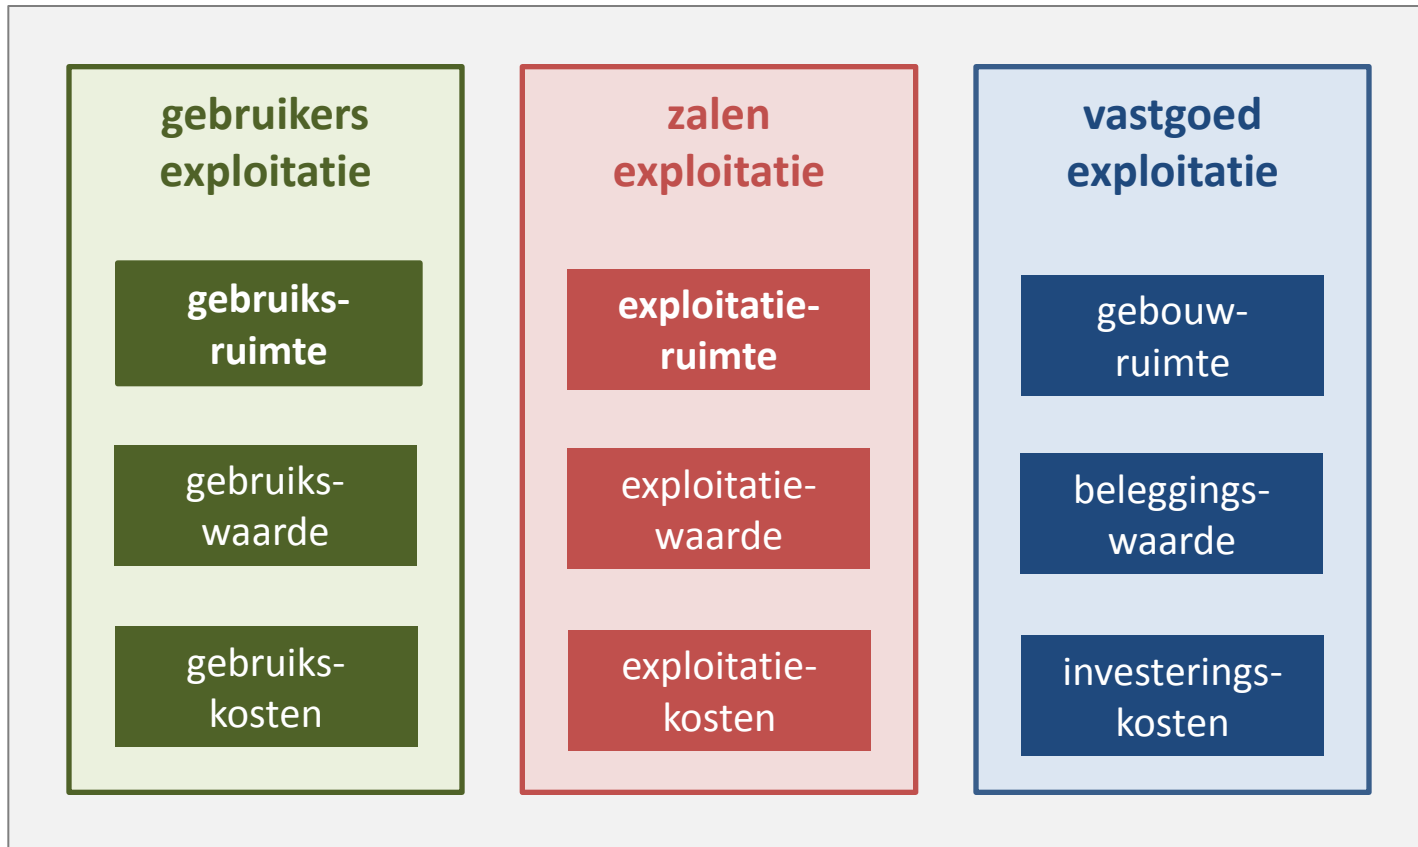 gebruikers
exploitatie
gebruiks-
ruimte
gebruiks-
waarde
gebruiks-
kosten
zalen
exploitatie
exploitatie-
ruimte
exploitatie-
waarde
exploitatie-
kosten
vastgoed
exploitatie
gebouw-
ruimte
beleggings-
waarde
investerings-
kosten